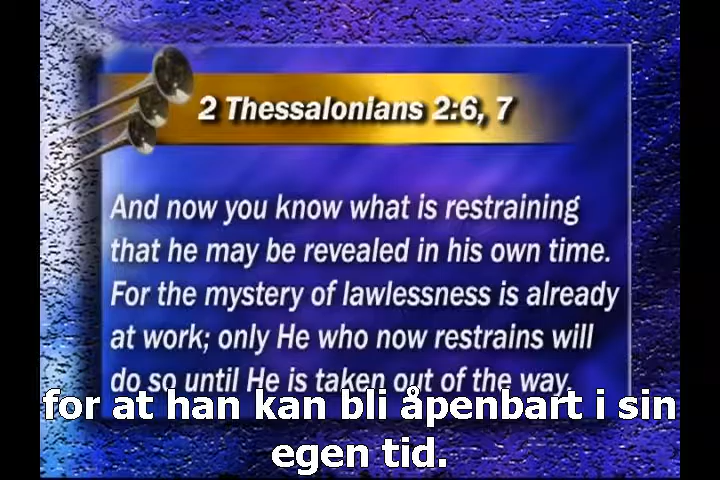 2 Thessalonians 2:6, 7
And now you know what is restraining
that he may be revealed in his own time.
For the mystery of lawlessness is already
at work; only He who now restrains will
do so until He is taken out of the way.
for at han kan bli åpenbart i sin
egen tid.